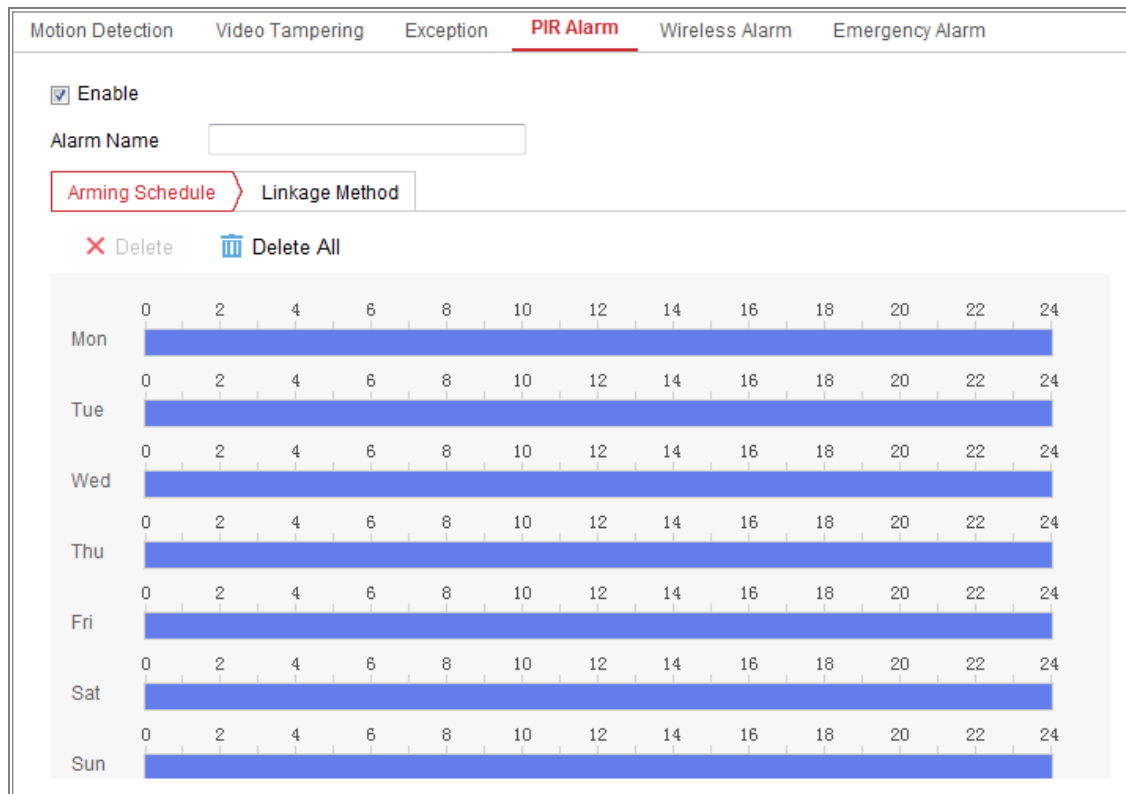 Motion Detection Video Tampering Exception PIR Alarm Wireless Alarm Emergency Alarm
Enable
Alarm Name
Arming Schedule Linkage Method
Delete Delete All
0 2 4 6 8 10 12 14 16 18 20 22 24
Mon
0 2 4 6 8 10 12 14 16 18 20 22 24
Tue
0 2 4 6 8 10 12 14 16 18 20 22 24
Wed
0 2 4 6 8 10 12 14 16 18 20 22 24
Thu
0 2 4 6 8 10 12 14 16 18 20 22 24
Fri
0 2 4 6 8 10 12 14 16 18 20 22 24
Sat
0 2 4 6 8 10 12 14 16 18 20 22 24
Sun